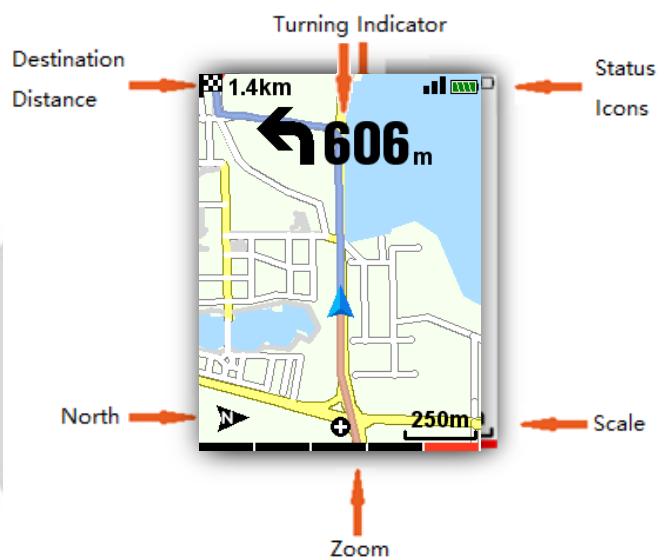 Turning Indicator
Destination
Distance
Status
Icons
1.4km
606m
North
N
250m
Scale
Zoom